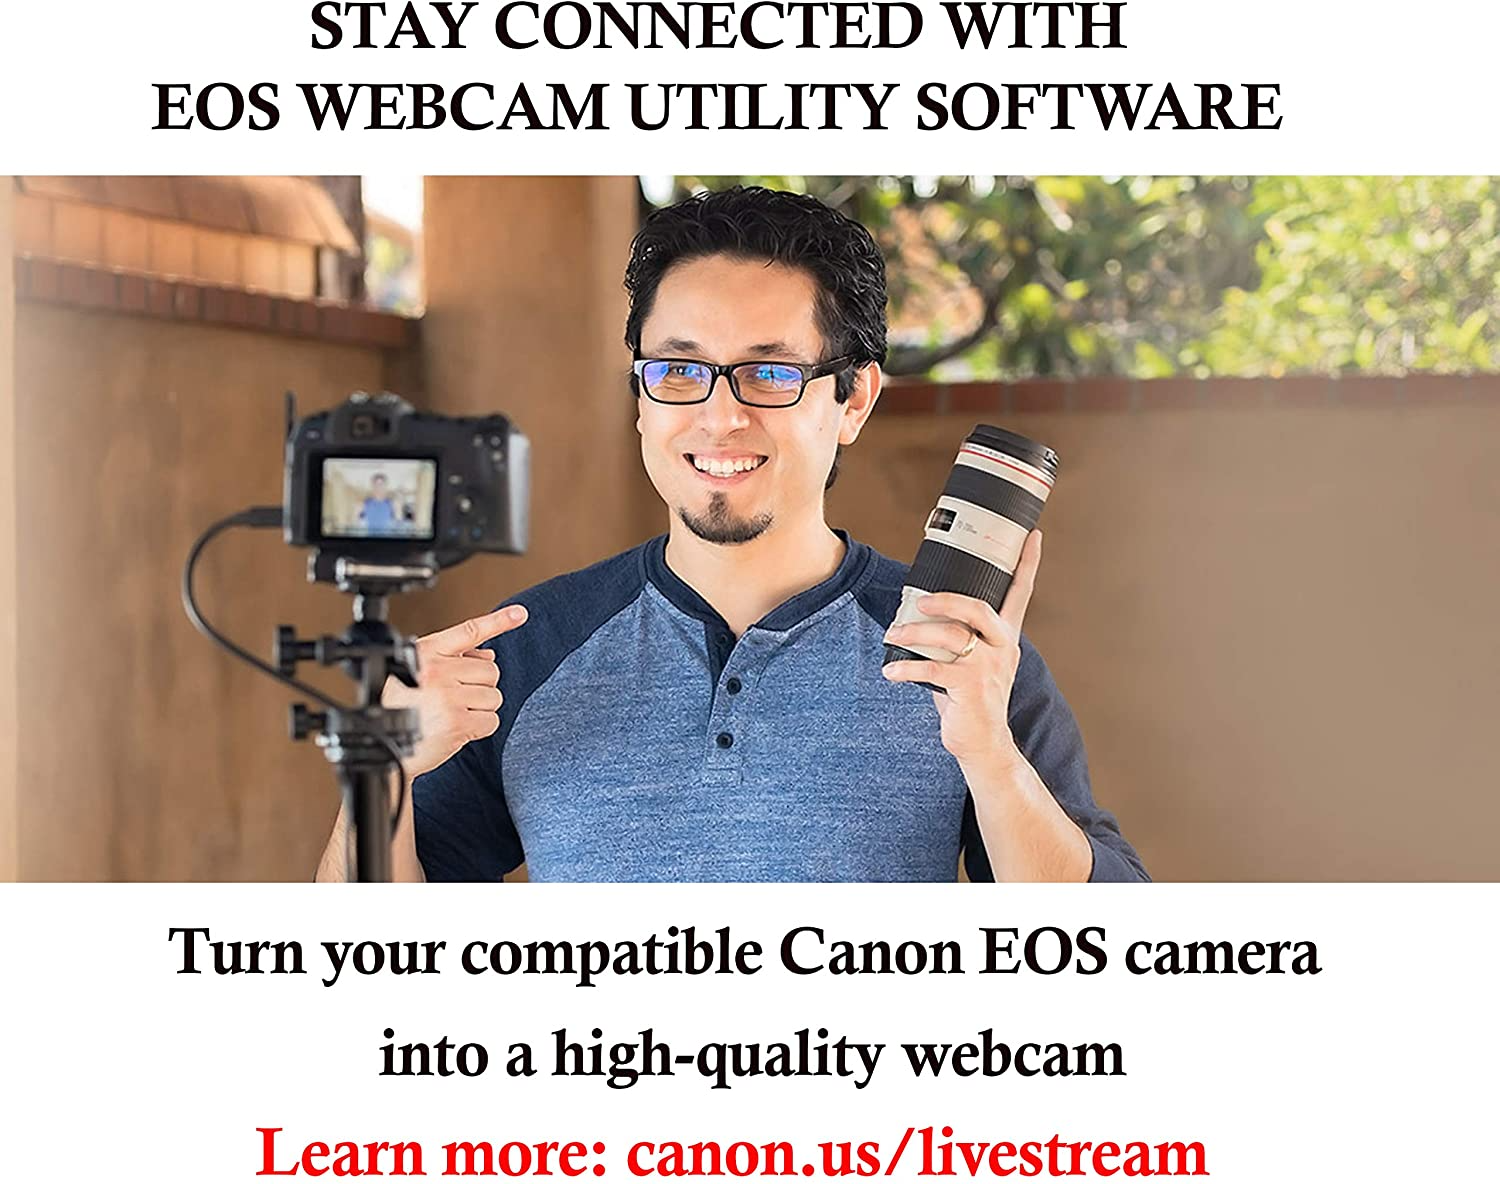 STAY CONNECTED WITH
EOS WEBCAM UTILITY SOFTWARE
Turn your compatible Canon EOS camera
into a high-quality webcam
Learn more: canon.us/livestream